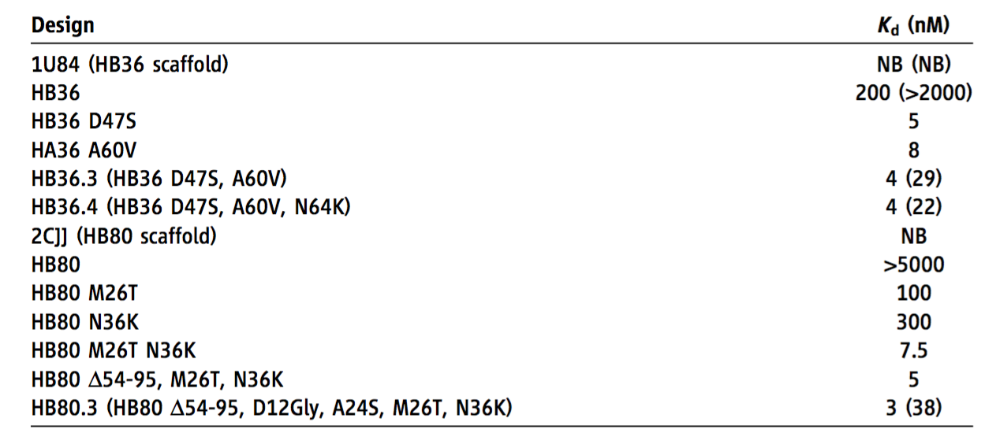 Design Kd (nM)
1U84 (HB36 scaffold) NB (NB)
HB36 200 (>2000)
HB36 D47S 5
HA36 A60V 8
HB36.3 (HB36 D47S, A60V) 4 (29)
HB36.4 (HB36 D47S, A60V, N64K) 4 (22)
2CJJ (HB80 scaffold) NB
HB80 >5000
HB80 M26T 100
HB80 N36K 300
HB80 M26T N36K 7.5
HB80 Δ54-95, M26T, N36K 5
HB80.3 (HB80 Δ54-95, D12Gly, A24S, M26T, N36K) 3 (38)